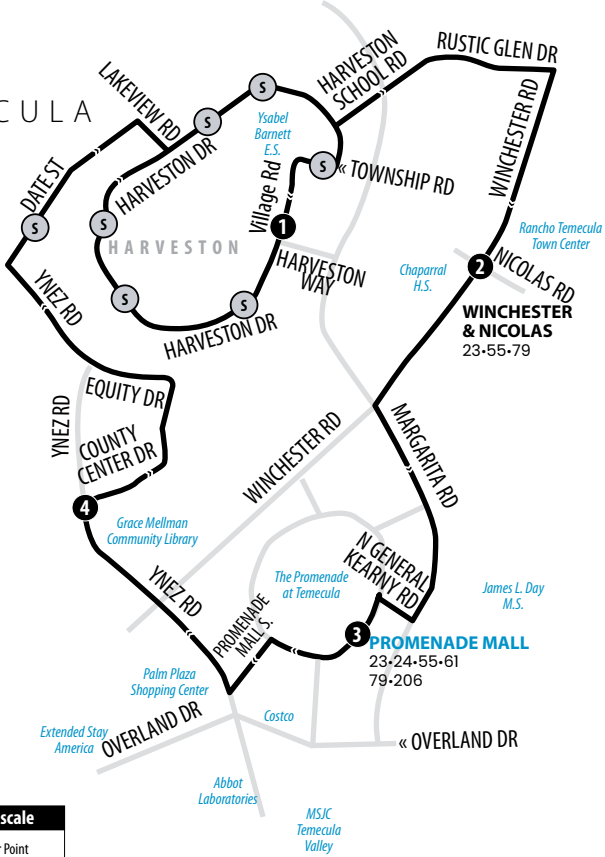 CULA
LAKEVIEW RD
HARVESTON
SCHOOL RD
RUSTIC GLEN DR
S
S
Ysabel
Barnett
E.S.
DATE ST
HARVESTON DR
S
« TOWNSHIP RD
WINCHESTER RD
S
S
Village Rd
1
HARVESTON
HARVESTON
WAY
Rancho Temecula
Town Center
Chaparral
H.S.
2
NICOLAS RD
YNEZ RD
S
S
HARVESTON DR
WINCHESTER
& NICOLAS
23•55•79
EQUITY DR
YNEZ RD
COUNTY
CENTER DR
WINCHESTER RD
MARGARITA RD
4
Grace Mellman
Community Library
YNEZ RD
The Promenade
at Temecula
N GENERAL
KEARNY RD
James L. Day
M.S.
PROMENADE
MALL S.
3
PROMENADE MALL
23•24•55•61
79•206
Palm Plaza
Shopping Center
Extended Stay
America
OVERLAND DR
Costco
« OVERLAND DR
Abbot
Laboratories
MSJC
Temecula
Valley
scale
Point